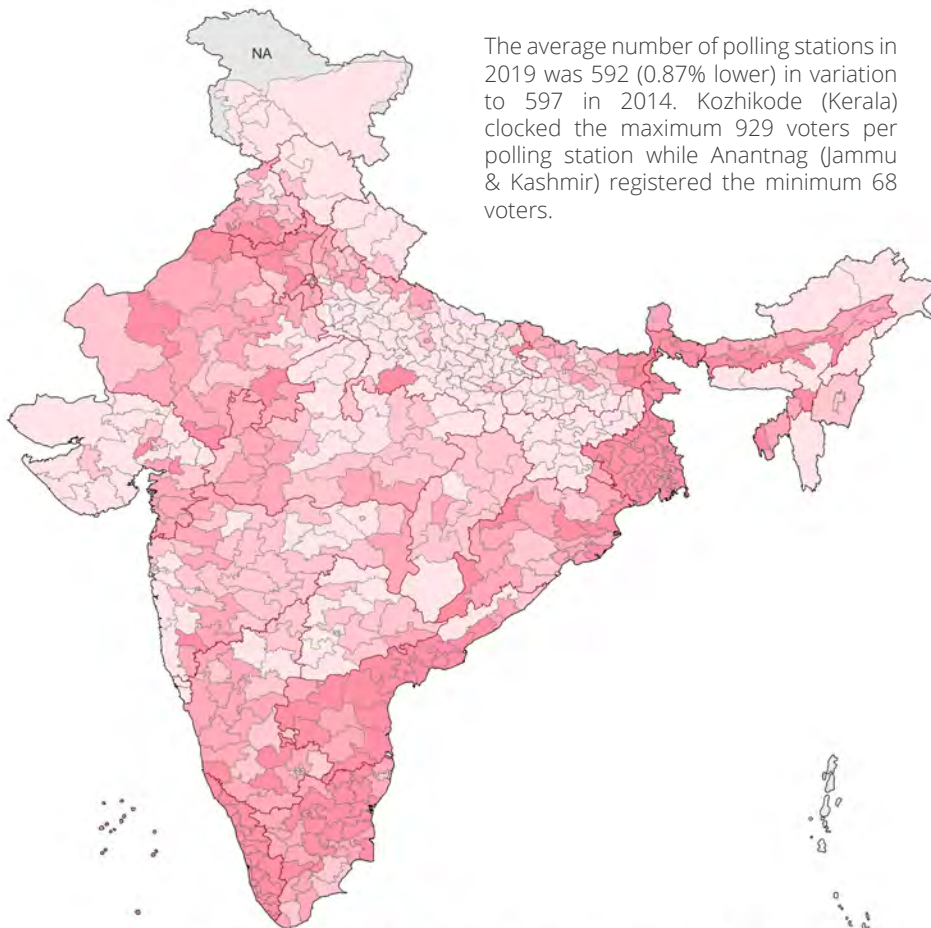 NA
The average number of polling stations in
2019 was 592 (0.87% lower) in variation
to 597 in 2014. Kozhikode (Kerala)
clocked the maximum 929 voters per
polling station while Anantnag (Jammu
& Kashmir) registered the minimum 68
voters.